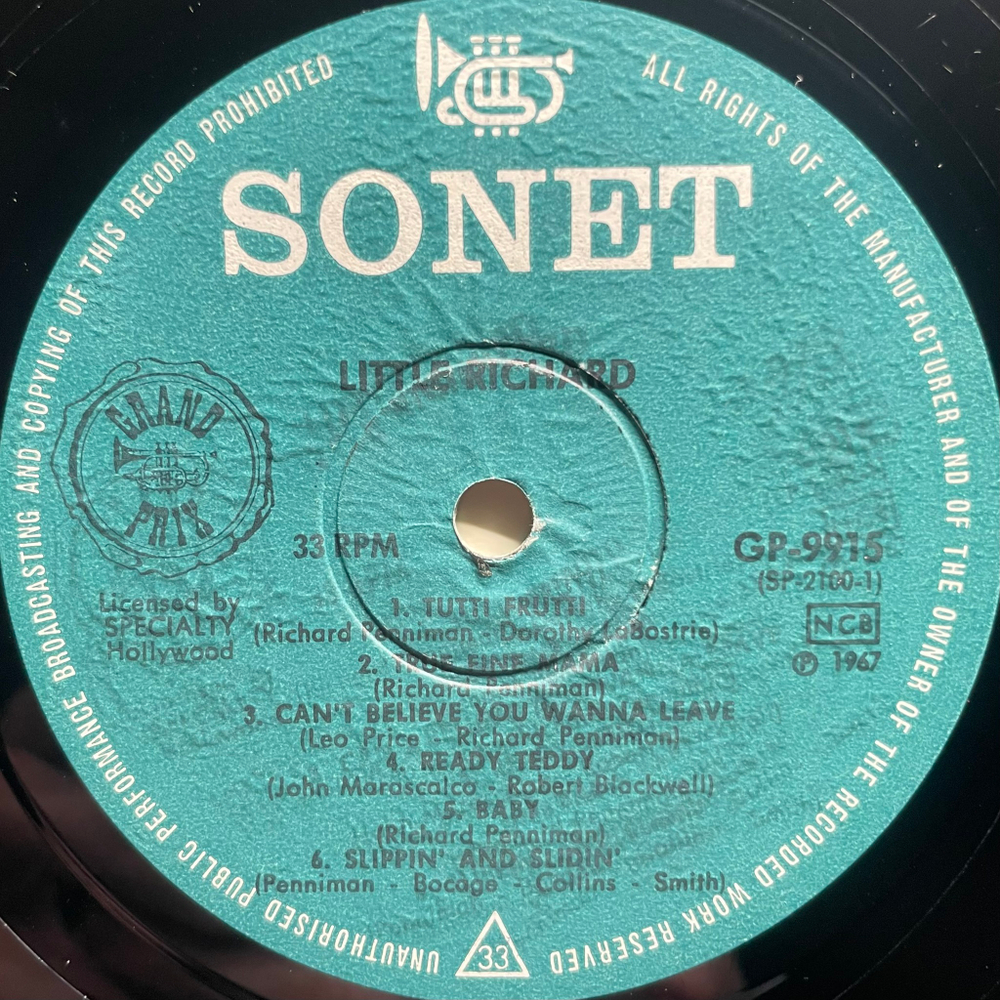 UNAUTHORISED PUBLIC PERFORMANCE BROADCASTING AND COPYING OF THIS RECORD PROHIBITED
ALL RIGHTS OF THE MANUFACTURER AND OF THE OWNER OF THE RECORDED WORK RESERVED
SONET
LITTLE RICHARD
GRAND
PRIX
33 RPM
GP-9915
(SP-2100-1)
Licensed by
SPECIALTY
Hollywood
NCB
℗ 1967
1. TUTTI FRUTTI
(Richard Penniman - Dorothy LaBostrie)
2. TRUE FINE MAMA
(Richard Penniman)
3. CAN'T BELIEVE YOU WANNA LEAVE
(Leo Price - Richard Penniman)
4. READY TEDDY
(John Marascalco - Robert Blackwell)
5. BABY
(Richard Penniman)
6. SLIPPIN' AND SLIDIN'
(Penniman - Bocage - Collins - Smith)
33